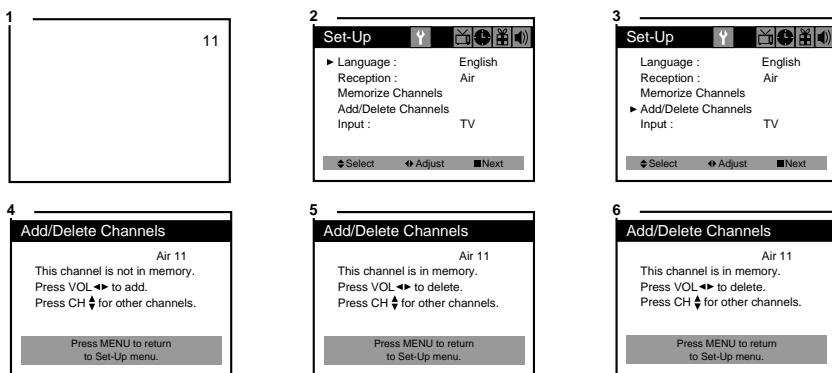 1
11
2
Set-Up
Language : English
Reception : Air
Memorize Channels
Add/Delete Channels
Input : TV
Select Adjust Next
3
Set-Up
Language : English
Reception : Air
Memorize Channels
Add/Delete Channels
Input : TV
Select Adjust Next
4
Add/Delete Channels
Air 11
This channel is not in memory.
Press VOL◄► to add.
Press CH ▲▼ for other channels.
Press MENU to return
to Set-Up menu.
5
Add/Delete Channels
Air 11
This channel is in memory.
Press VOL◄► to delete.
Press CH ▲▼ for other channels.
Press MENU to return
to Set-Up menu.
6
Add/Delete Channels
Air 11
This channel is in memory.
Press VOL◄► to delete.
Press CH ▲▼ for other channels.
Press MENU to return
to Set-Up menu.